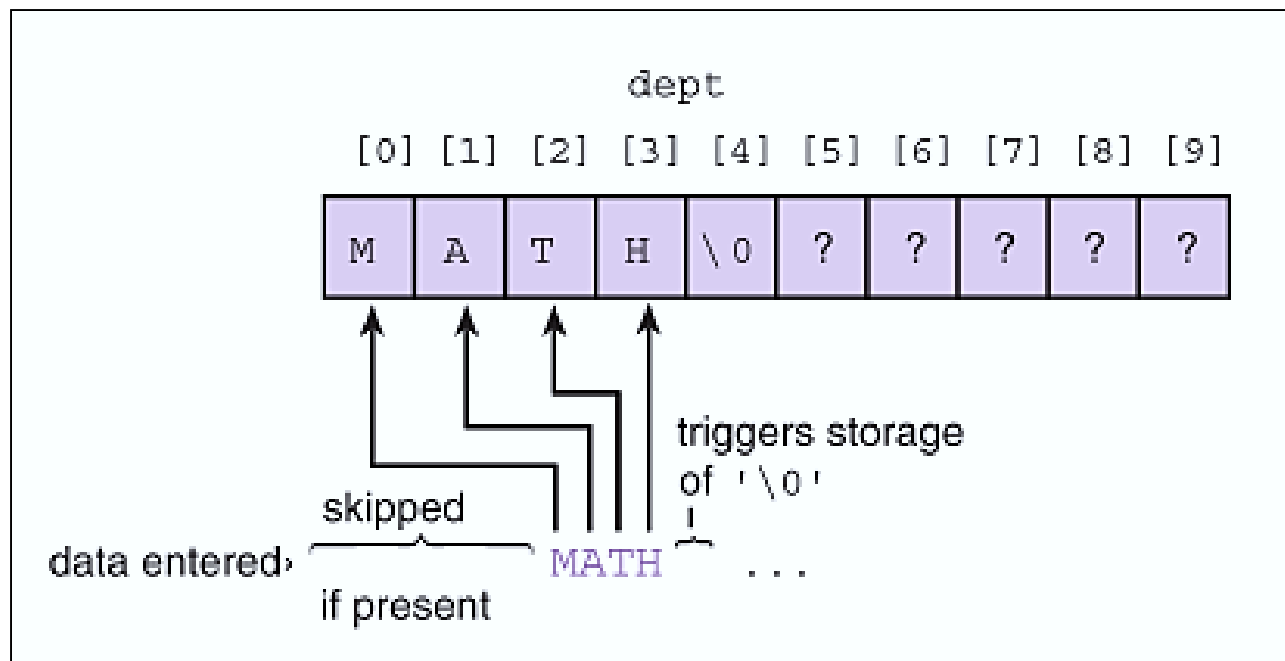 dept
[0] [1] [2] [3] [4] [5] [6] [7] [8] [9]
M A T H \0 ? ? ? ? ?
triggers storage
of '\0'
skipped
data entered› MATH ...
if present